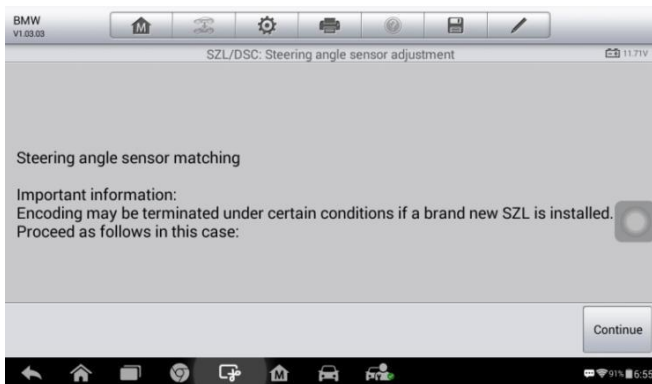 BMW
V1.03.03
M
SZL/DSC: Steering angle sensor adjustment
11.71V
Steering angle sensor matching
Important information:
Encoding may be terminated under certain conditions if a brand new SZL is installed.
Proceed as follows in this case:
Continue
M
91%
6:55